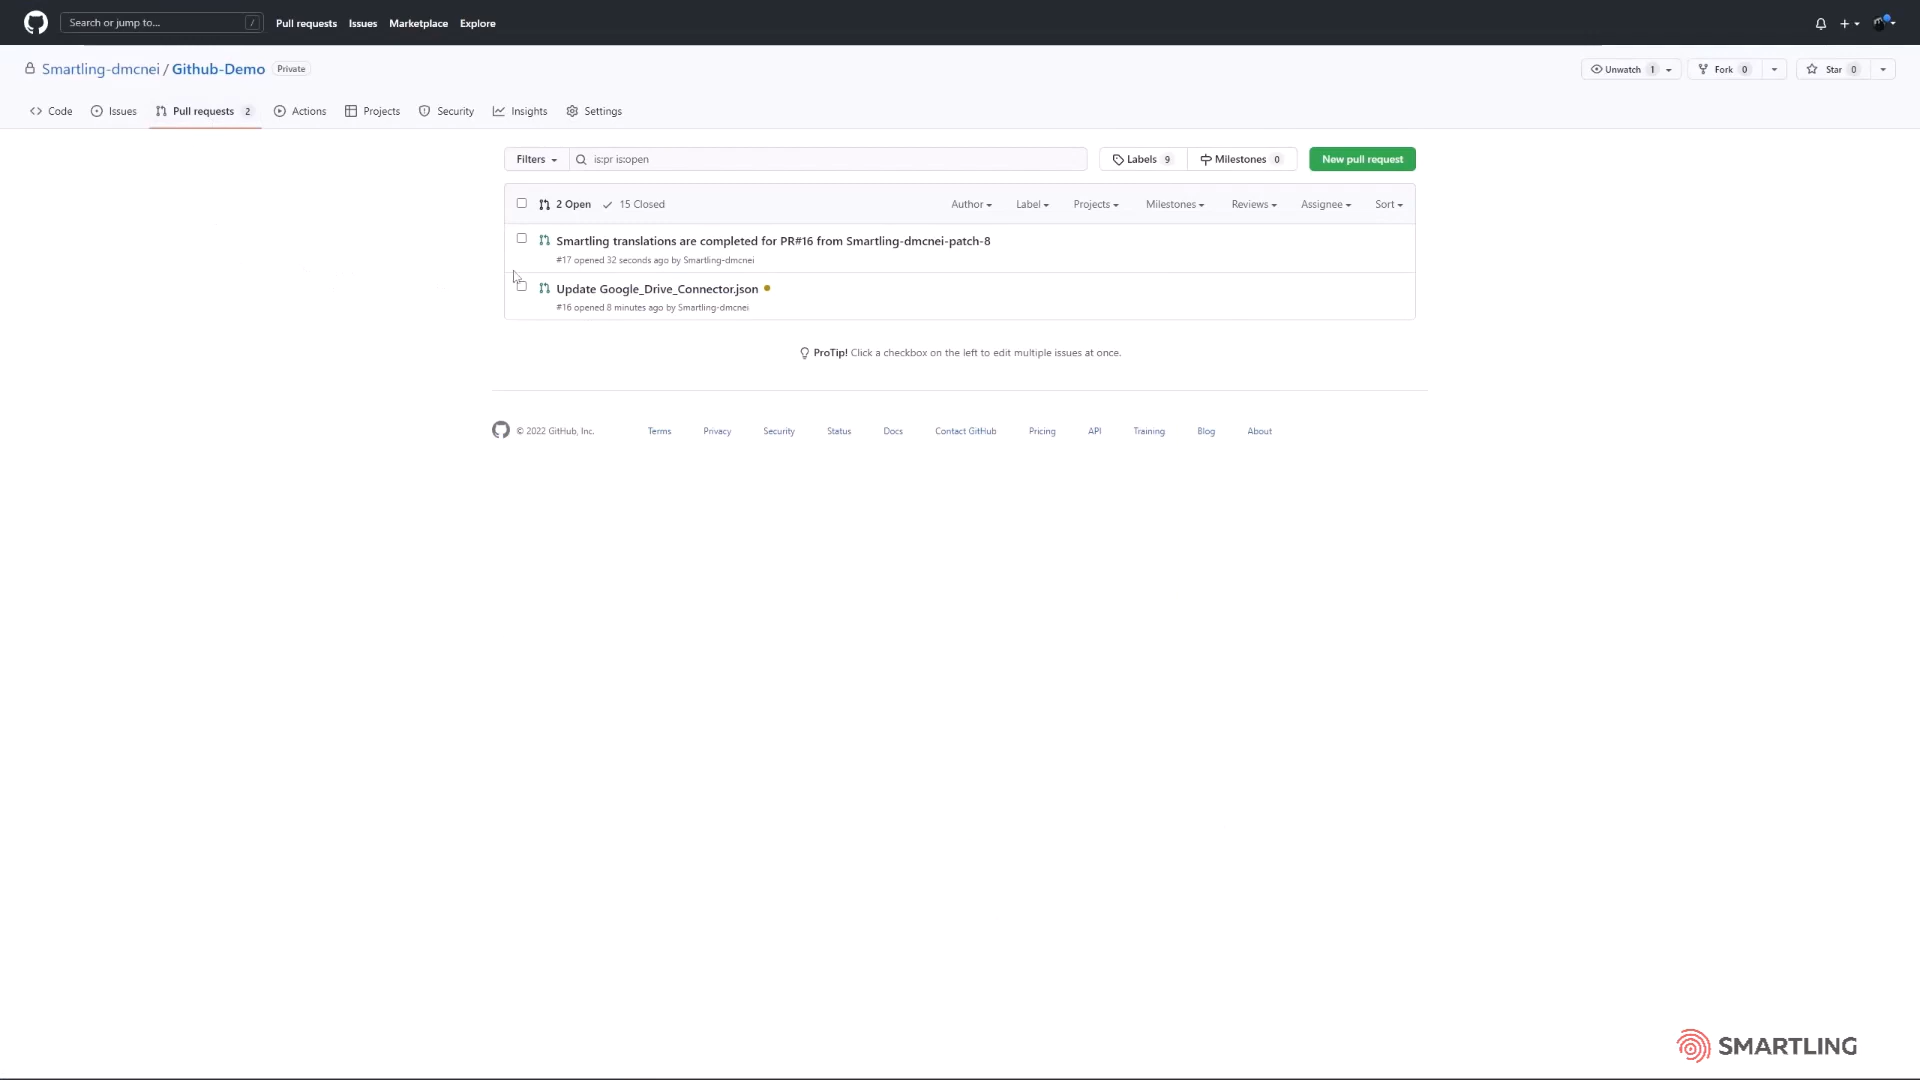 Search or jump to... /
Pull requests Issues Marketplace Explore
Smartling-dmcnei / Github-Demo Private
Unwatch 1 Fork 0 Star 0
Code Issues Pull requests 2 Actions Projects Security Insights Settings
Filters is:pr is:open Labels 9 Milestones 0 New pull request
2 Open 15 Closed Author Label Projects Milestones Reviews Assignee Sort
Smartling translations are completed for PR#16 from Smartling-dmcnei-patch-8
#17 opened 32 seconds ago by Smartling-dmcnei
Update Google_Drive_Connector.json
#16 opened 8 minutes ago by Smartling-dmcnei
ProTip! Click a checkbox on the left to edit multiple issues at once.
© 2022 GitHub, Inc. Terms Privacy Security Status Docs Contact GitHub Pricing API Training Blog About
SMARTLING